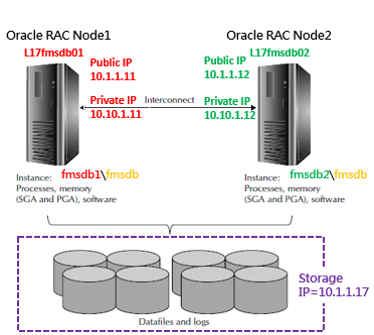 Oracle RAC Node1
L17fmsdb01
Public IP
10.1.1.11
Private IP
10.10.1.11
Interconnect
Oracle RAC Node2
L17fmsdb02
Public IP
10.1.1.12
Private IP
10.10.1.12
Instance: fmsdb1\fmsdb
Processes, memory
(SGA and PGA), software
Instance: fmsdb2\fmsdb
Processes, memory
(SGA and PGA), software
Storage
IP=10.1.1.17
Datafiles and logs